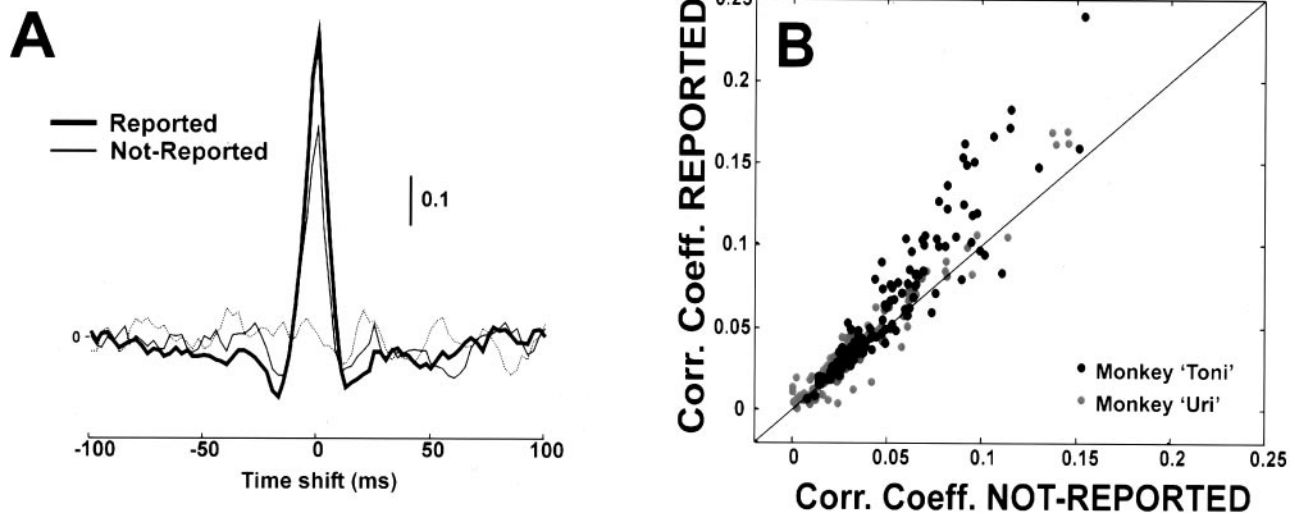 A
Reported
Not-Reported
0.1
0
-100
-50
0
50
100
Time shift (ms)
B
Corr. Coeff. REPORTED
0.25
0.2
0.15
0.1
0.05
0
Monkey 'Toni'
Monkey 'Uri'
0
0.05
0.1
0.15
0.2
0.25
Corr. Coeff. NOT-REPORTED